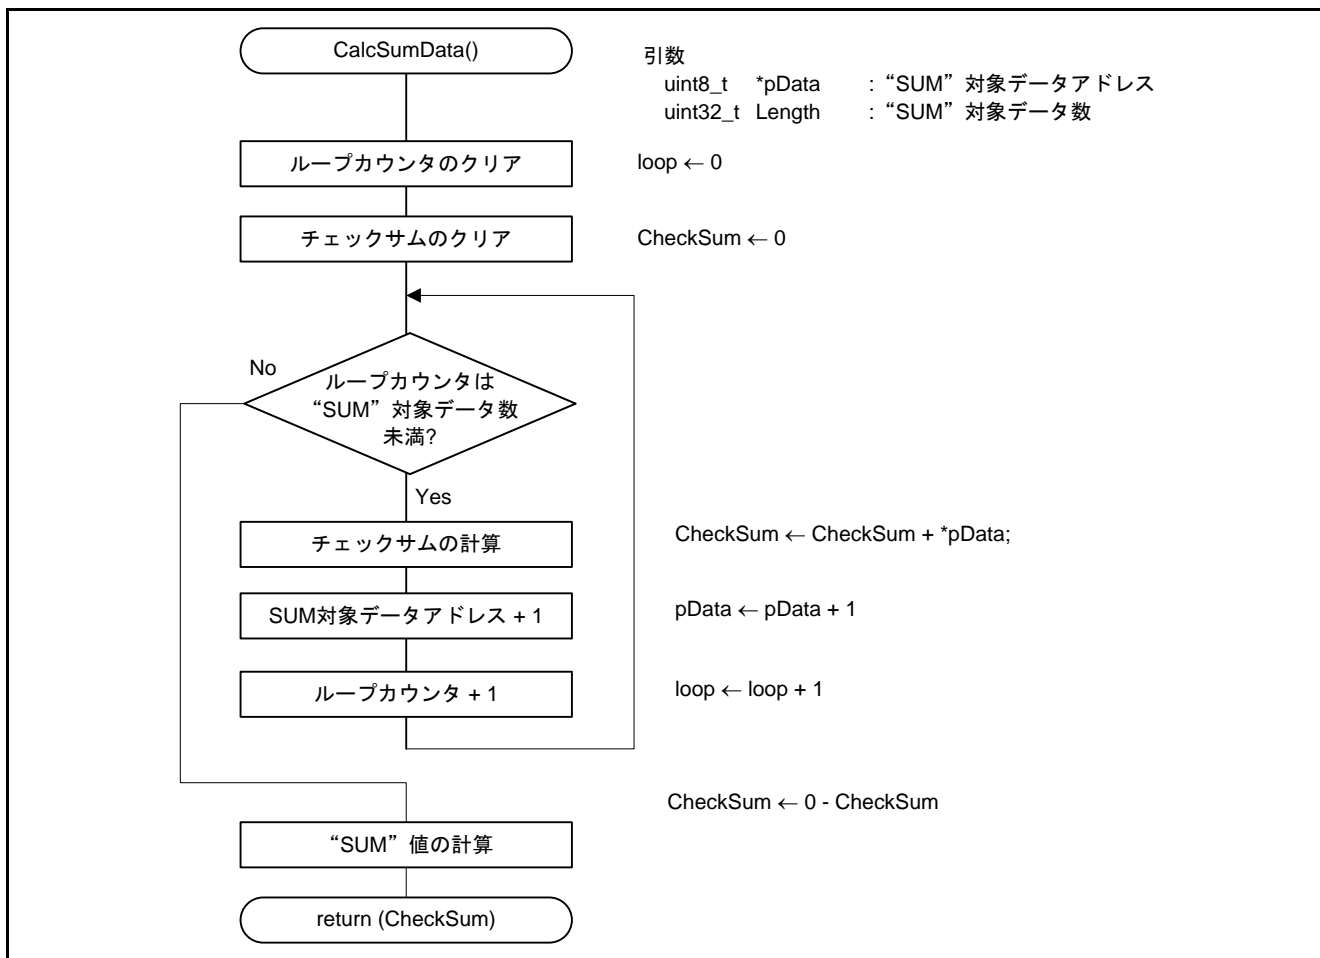 CalcSumData()
引数
uint8_t *pData : “SUM”対象データアドレス
uint32_t Length : “SUM”対象データ数
ループカウンタのクリア
loop ← 0
チェックサムのクリア
CheckSum ← 0
No
ループカウンタは
“SUM”対象データ数
未満?
Yes
チェックサムの計算
CheckSum ← CheckSum + *pData;
SUM対象データアドレス + 1
pData ← pData + 1
ループカウンタ + 1
loop ← loop + 1
CheckSum ← 0 - CheckSum
“SUM”値の計算
return (CheckSum)